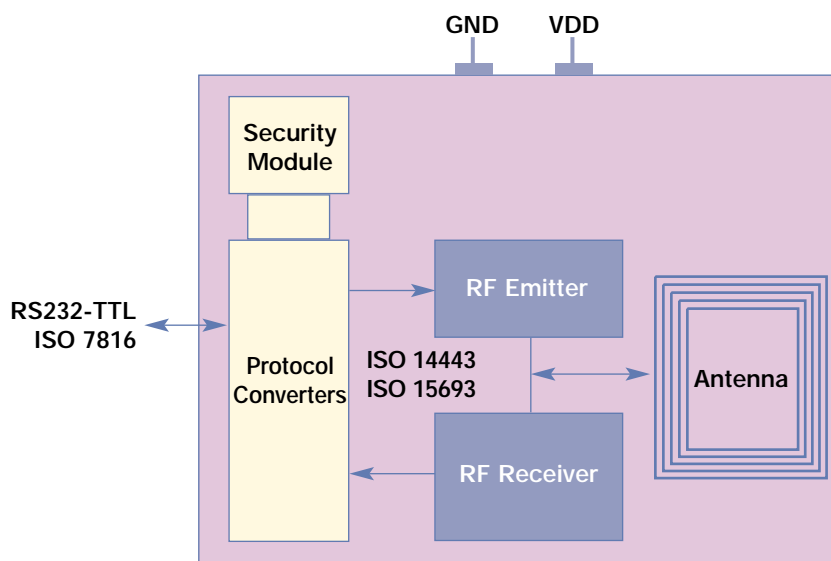 GND
VDD
Security
Module
RS232-TTL
ISO 7816
Protocol
Converters
RF Emitter
ISO 14443
ISO 15693
RF Receiver
Antenna